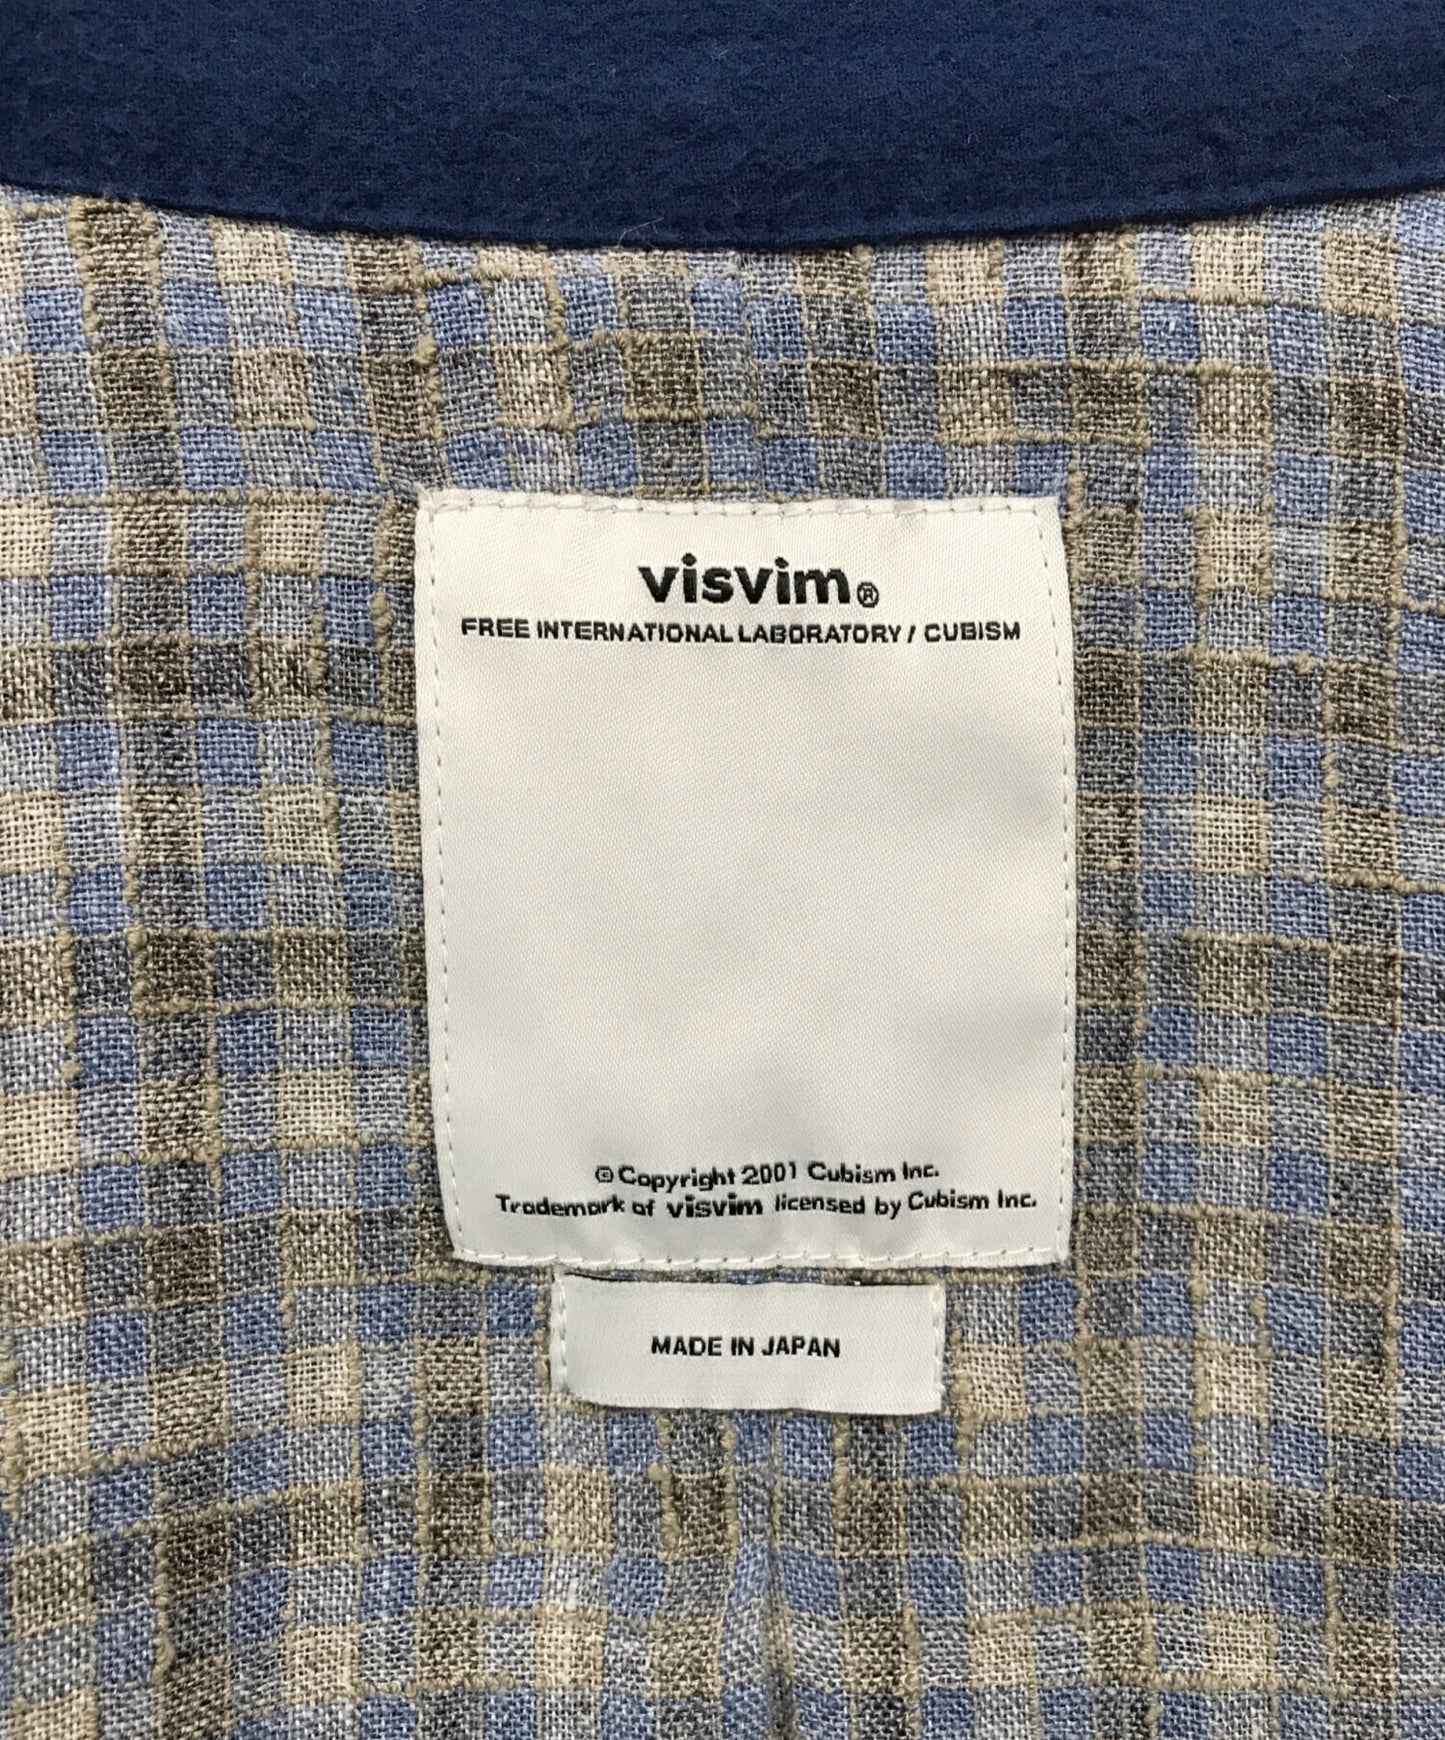 visvim®
FREE INTERNATIONAL LABORATORY / CUBISM
© Copyright 2001 Cubism Inc.
Trademark of visvim licensed by Cubism Inc.
MADE IN JAPAN